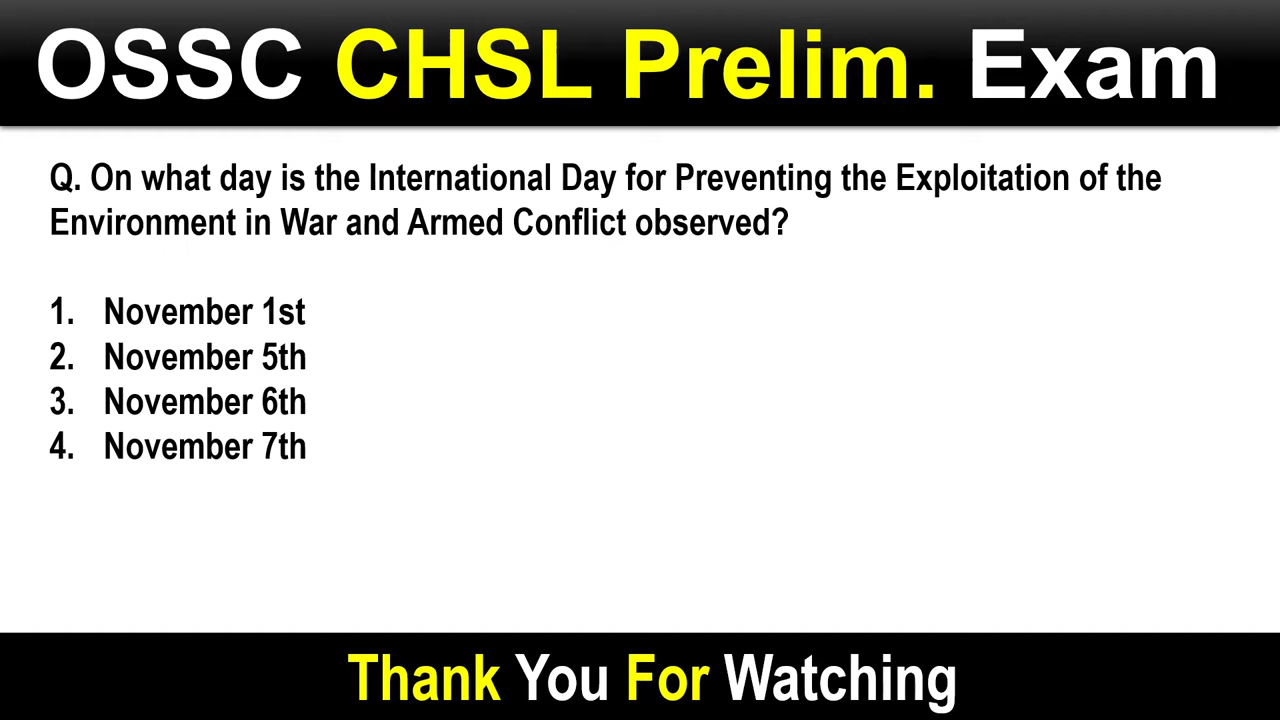 OSSC CHSL Prelim. Exam
Q. On what day is the International Day for Preventing the Exploitation of the
Environment in War and Armed Conflict observed?
1. November 1st
2. November 5th
3. November 6th
4. November 7th
Thank You For Watching